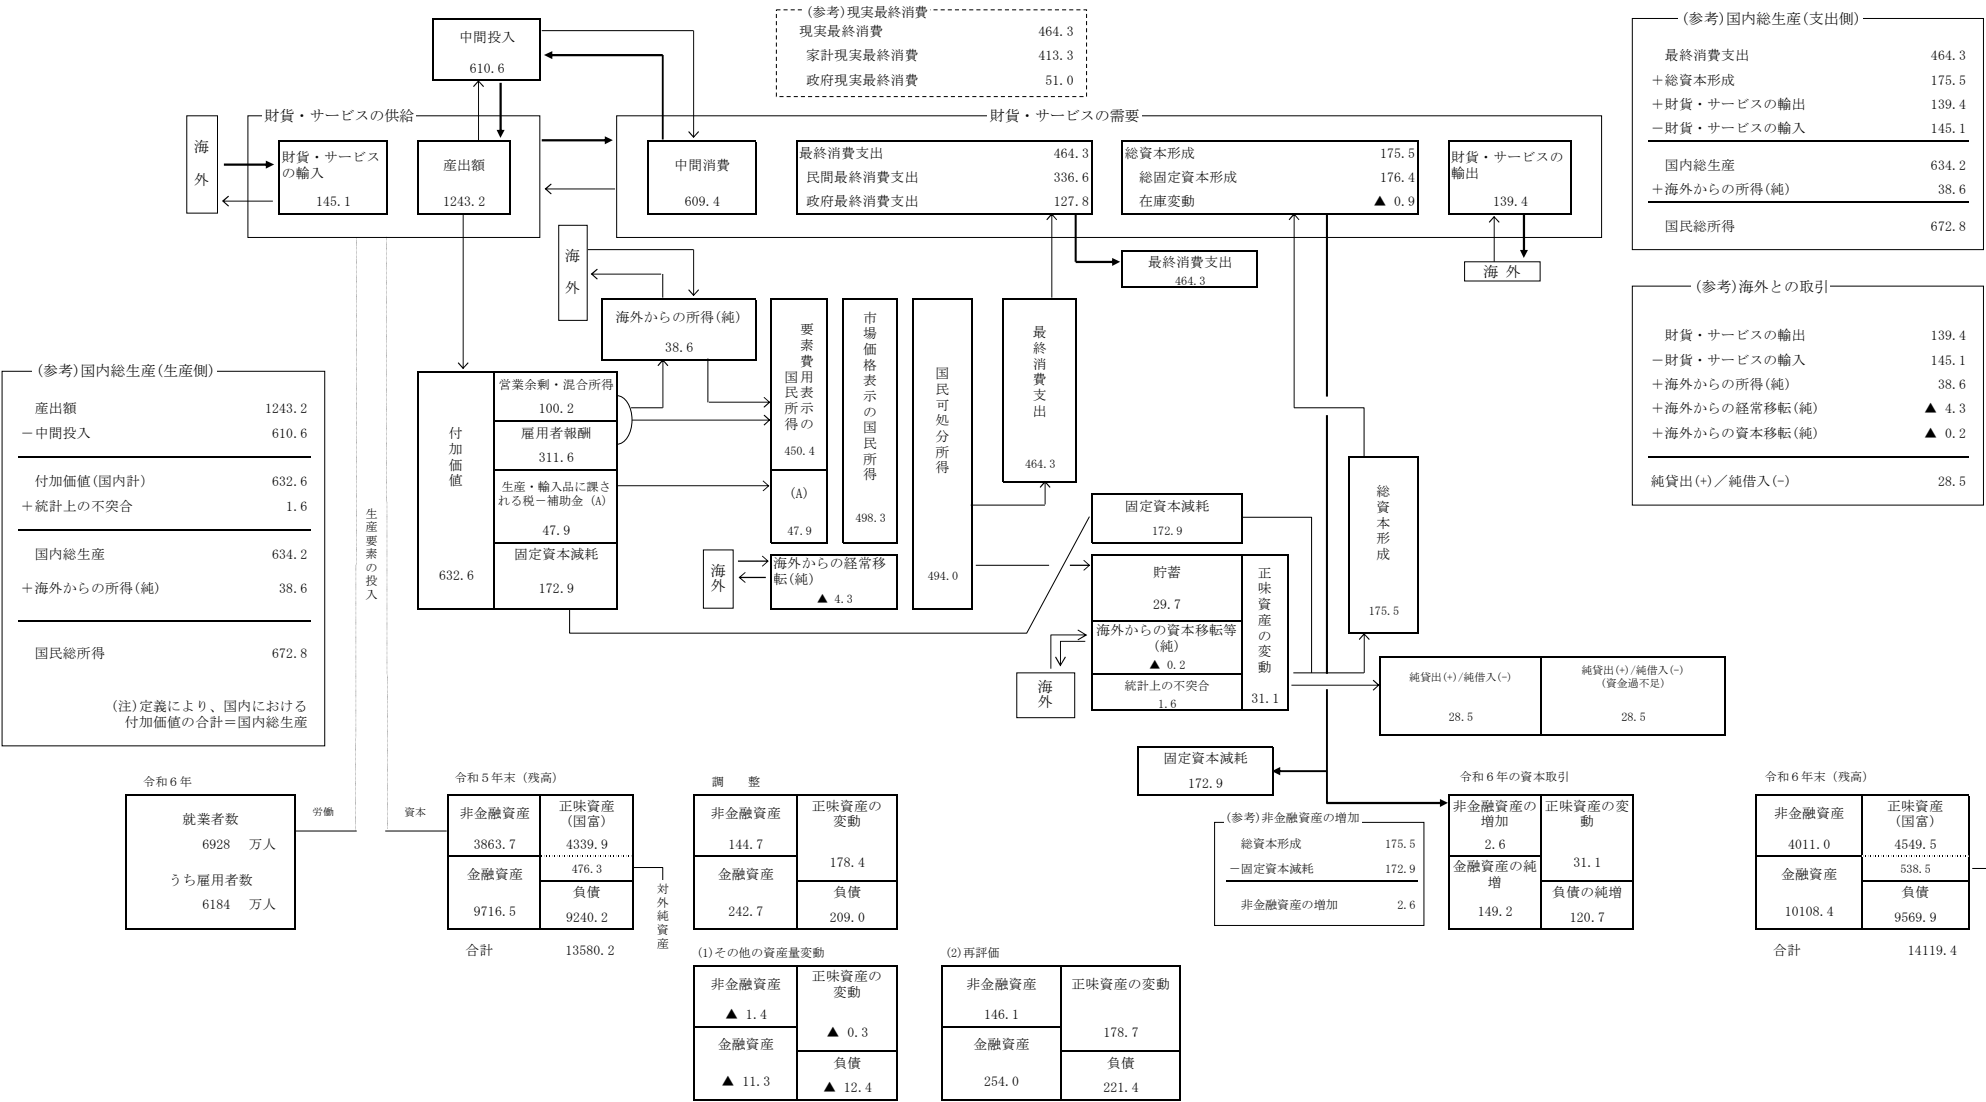 中間投入
610.6
(参考)現実最終消費
現実最終消費 464.3
家計現実最終消費 413.3
政府現実最終消費 51.0
(参考)国内総生産(支出側)
最終消費支出 464.3
＋総資本形成 175.5
＋財貨・サービスの輸出 139.4
－財貨・サービスの輸入 145.1
国内総生産 634.2
＋海外からの所得(純) 38.6
国民総所得 672.8
財貨・サービスの供給
海外
財貨・サービス
の輸入
145.1
産出額
1243.2
財貨・サービスの需要
中間消費
609.4
最終消費支出 464.3
民間最終消費支出 336.6
政府最終消費支出 127.8
総資本形成 175.5
総固定資本形成 176.4
在庫変動 ▲ 0.9
財貨・サービスの
輸出
139.4
海外
最終消費支出
464.3
海 外
(参考)海外との取引
財貨・サービスの輸出 139.4
－財貨・サービスの輸入 145.1
＋海外からの所得(純) 38.6
＋海外からの経常移転(純) ▲ 4.3
＋海外からの資本移転(純) ▲ 0.2
純貸出(+)／純借入(-) 28.5
海外からの所得(純)
38.6
要素費用表示の
国民所得
450.4
(A)
47.9
市場価格表示の国民所得
498.3
国民可処分所得
494.0
最終消費支出
464.3
(参考)国内総生産(生産側)
産出額 1243.2
－中間投入 610.6
付加価値(国内計) 632.6
＋統計上の不突合 1.6
国内総生産 634.2
＋海外からの所得(純) 38.6
国民総所得 672.8
(注)定義により、国内における
付加価値の合計＝国内総生産
生産要素の投入
付加価値
632.6
営業余剰・混合所得
100.2
雇用者報酬
311.6
生産・輸入品に課さ
れる税－補助金（A）
47.9
固定資本減耗
172.9
海外
海外からの経常移
転(純)
▲ 4.3
固定資本減耗
172.9
貯蓄
29.7
海外からの資本移転等
(純)
▲ 0.2
統計上の不突合
1.6
正味資産の変動
31.1
海外
総資本形成
175.5
純貸出(+)/純借入(-)
28.5
純貸出(+)/純借入(-)
(資金過不足)
28.5
固定資本減耗
172.9
(参考)非金融資産の増加
総資本形成 175.5
－固定資本減耗 172.9
非金融資産の増加 2.6
令和６年
就業者数
6928 万人
うち雇用者数
6184 万人
労働
資本
令和５年末（残高）
非金融資産
3863.7
正味資産
（国富）
4339.9
476.3
金融資産
9716.5
負債
9240.2
合計 13580.2
対外純資産
調 整
非金融資産
144.7
正味資産の
変動
178.4
金融資産
242.7
負債
209.0
(1)その他の資産量変動
非金融資産
▲ 1.4
正味資産の
変動
▲ 0.3
金融資産
▲ 11.3
負債
▲ 12.4
(2)再評価
非金融資産
146.1
正味資産の変動
178.7
金融資産
254.0
負債
221.4
令和６年の資本取引
非金融資産の
増加
2.6
正味資産の変
動
31.1
金融資産の純
増
149.2
負債の純増
120.7
令和６年末（残高）
非金融資産
4011.0
正味資産
（国富）
4549.5
538.5
金融資産
10108.4
負債
9569.9
合計 14119.4